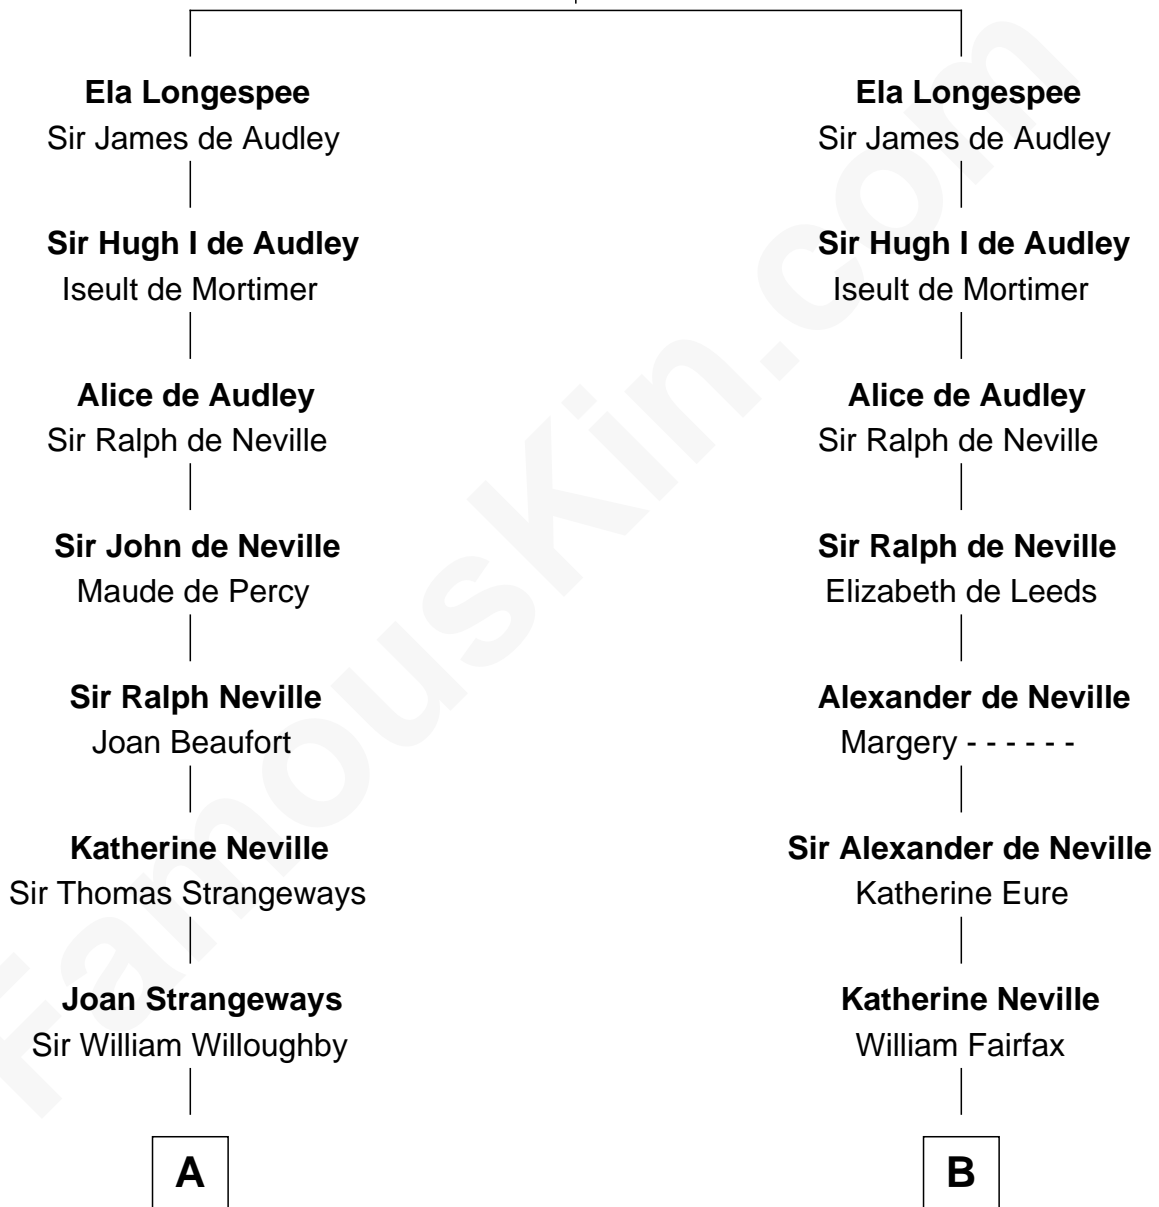 Ela Longespee
Sir James de Audley
Sir Hugh I de Audley
Iseult de Mortimer
Alice de Audley
Sir Ralph de Neville
Sir John de Neville
Maude de Percy
Sir Ralph Neville
Joan Beaufort
Katherine Neville
Sir Thomas Strangeways
Joan Strangeways
Sir William Willoughby
A
Ela Longespee
Sir James de Audley
Sir Hugh I de Audley
Iseult de Mortimer
Alice de Audley
Sir Ralph de Neville
Sir Ralph de Neville
Elizabeth de Leeds
Alexander de Neville
Margery - - - - - -
Sir Alexander de Neville
Katherine Eure
Katherine Neville
William Fairfax
B
FamousKin.com